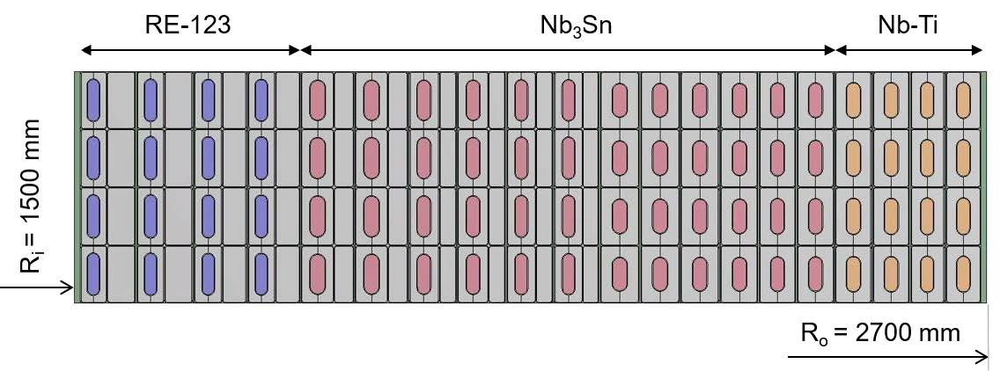 RE-123
Nb₃Sn
Nb-Ti
Rᵢ = 1500 mm
Rₒ = 2700 mm